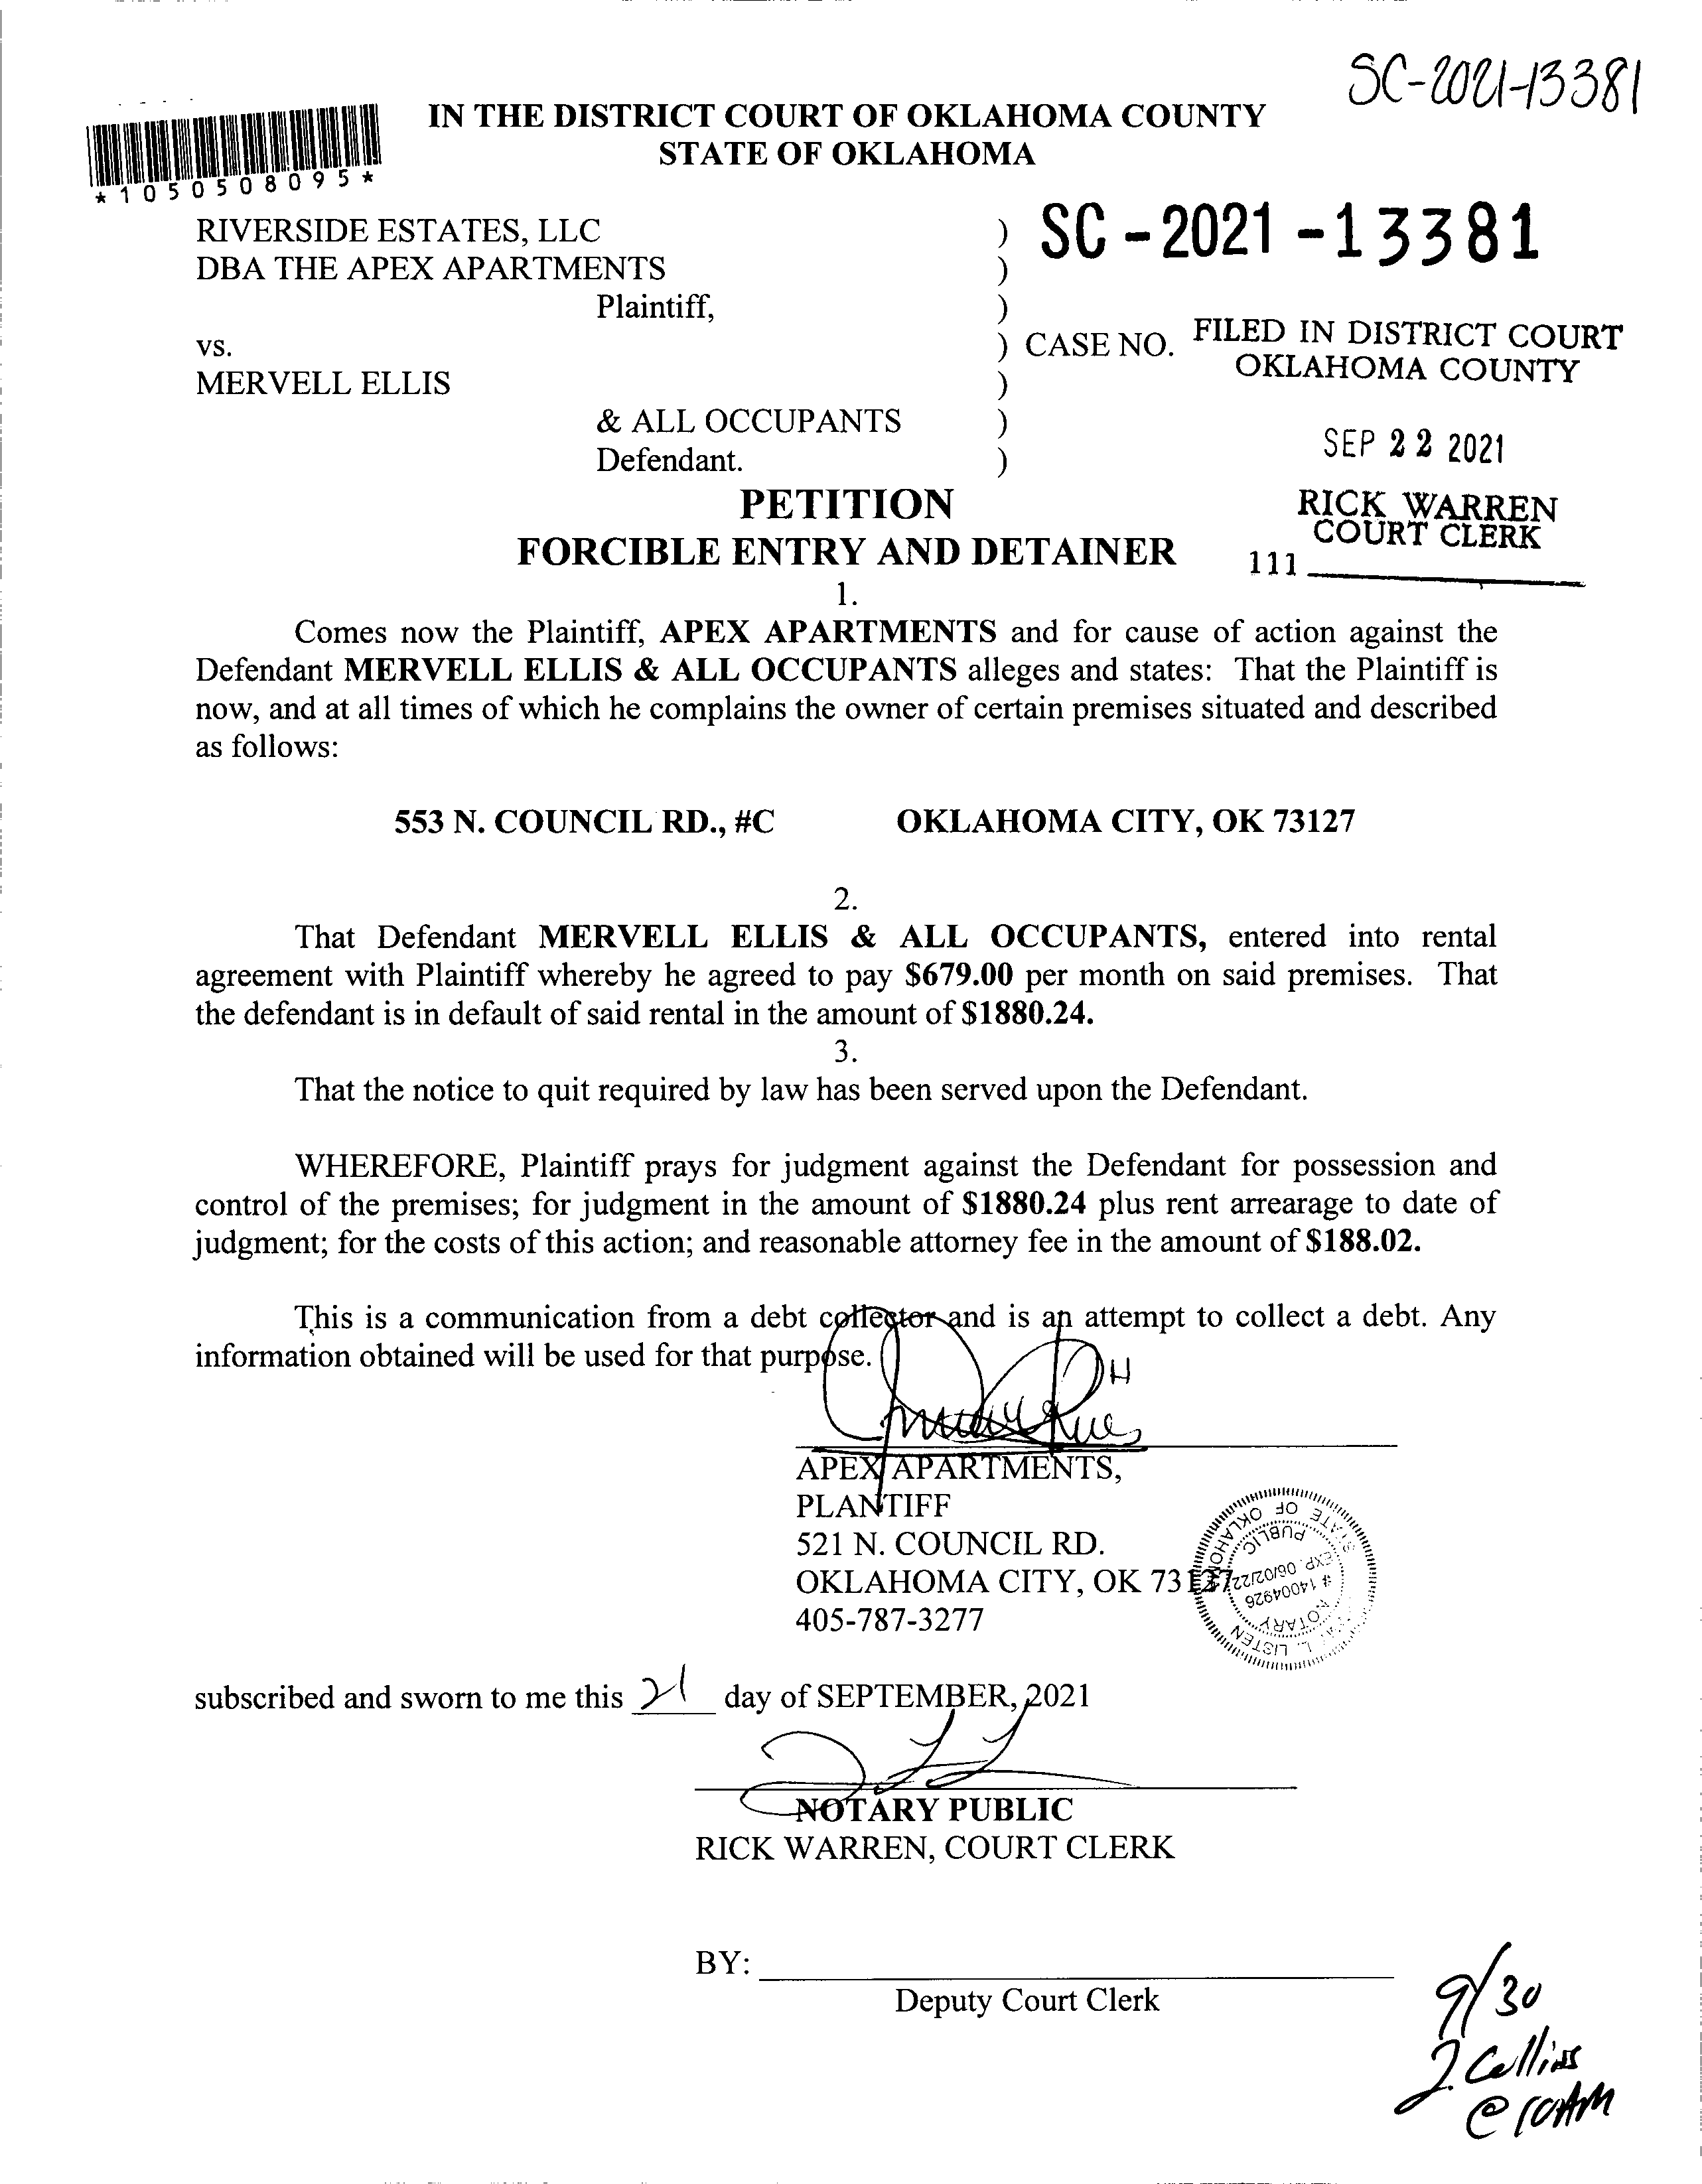 SC-2021-13381
IN THE DISTRICT COURT OF OKLAHOMA COUNTY
STATE OF OKLAHOMA
*1050508095*
RIVERSIDE ESTATES, LLC )
DBA THE APEX APARTMENTS )
Plaintiff, )
SC-2021-13381
vs. ) CASE NO.
MERVELL ELLIS )
& ALL OCCUPANTS )
Defendant. )
FILED IN DISTRICT COURT
OKLAHOMA COUNTY
SEP 22 2021
RICK WARREN
COURT CLERK
111
PETITION
FORCIBLE ENTRY AND DETAINER
1.
Comes now the Plaintiff, APEX APARTMENTS and for cause of action against the
Defendant MERVELL ELLIS & ALL OCCUPANTS alleges and states: That the Plaintiff is
now, and at all times of which he complains the owner of certain premises situated and described
as follows:
553 N. COUNCIL RD., #C OKLAHOMA CITY, OK 73127
2.
That Defendant MERVELL ELLIS & ALL OCCUPANTS, entered into rental
agreement with Plaintiff whereby he agreed to pay $679.00 per month on said premises. That
the defendant is in default of said rental in the amount of $1880.24.
3.
That the notice to quit required by law has been served upon the Defendant.
WHEREFORE, Plaintiff prays for judgment against the Defendant for possession and
control of the premises; for judgment in the amount of $1880.24 plus rent arrearage to date of
judgment; for the costs of this action; and reasonable attorney fee in the amount of $188.02.
This is a communication from a debt collector and is an attempt to collect a debt. Any
information obtained will be used for that purpose.
APEX APARTMENTS,
PLANTIFF
521 N. COUNCIL RD.
OKLAHOMA CITY, OK 73127
405-787-3277
L. LISTEN
NOTARY
# 14004926
EXP. 06/02/22
PUBLIC
STATE OF OKLAHOMA
subscribed and sworn to me this 21 day of SEPTEMBER, 2021
NOTARY PUBLIC
RICK WARREN, COURT CLERK
BY:
Deputy Court Clerk
9/30
J. Collins
@ 10AM